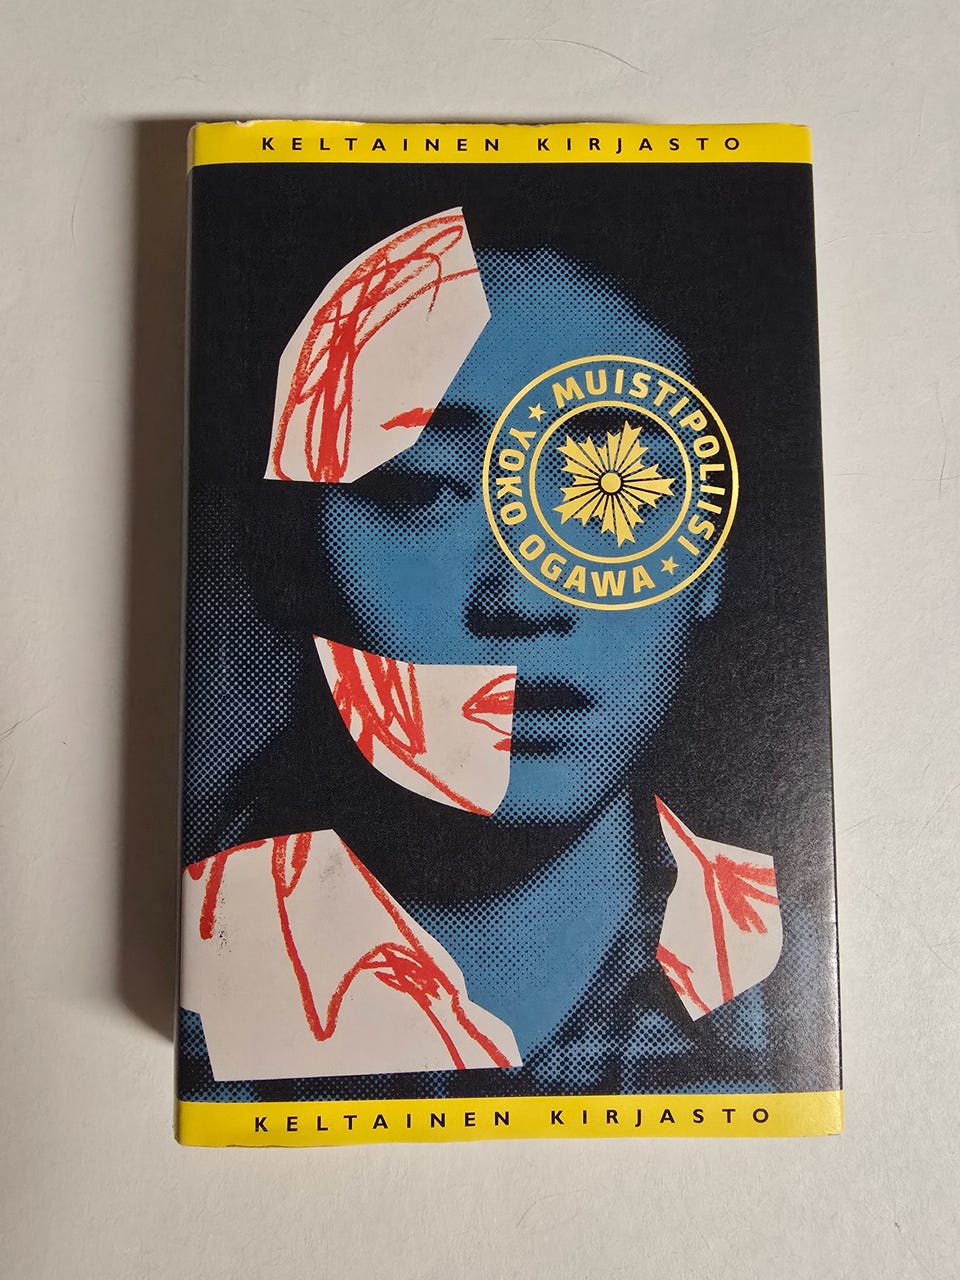 KELTAINEN KIRJASTO
MUISTIPOLIISI
YOKO OGAWA
KELTAINEN KIRJASTO